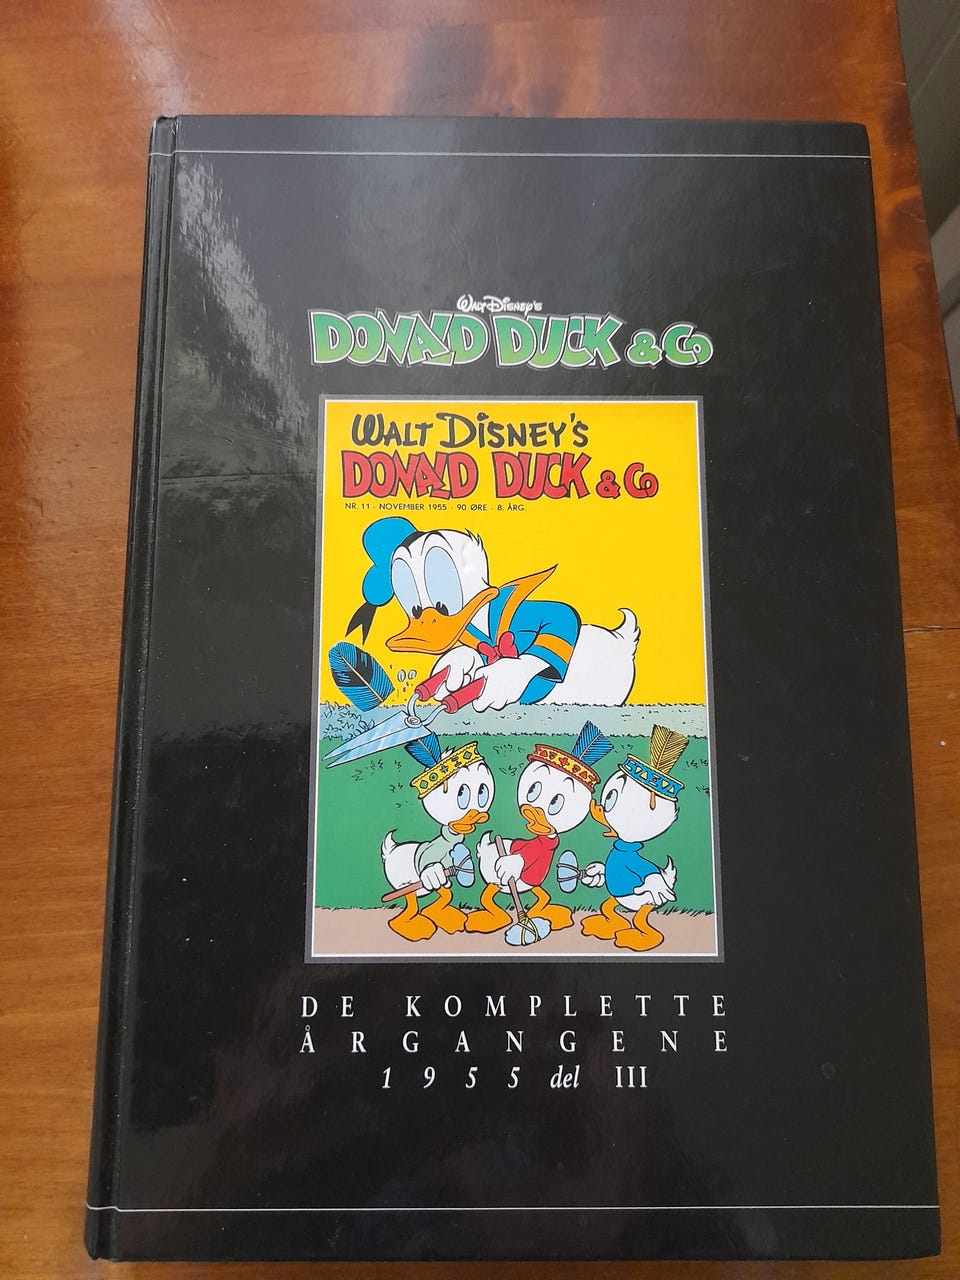 WALT DISNEY'S
DONALD DUCK & CO
WALT DISNEY'S
DONALD DUCK & CO
NR. 11 - NOVEMBER 1955 - 90 ØRE - 8. ÅRG.
DE KOMPLETTE
ÅRGANGENE
1955 del III